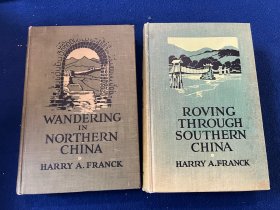 WANDERING
IN
NORTHERN
CHINA
HARRY A. FRANCK
ROVING
THROUGH
SOUTHERN
CHINA
HARRY A. FRANCK